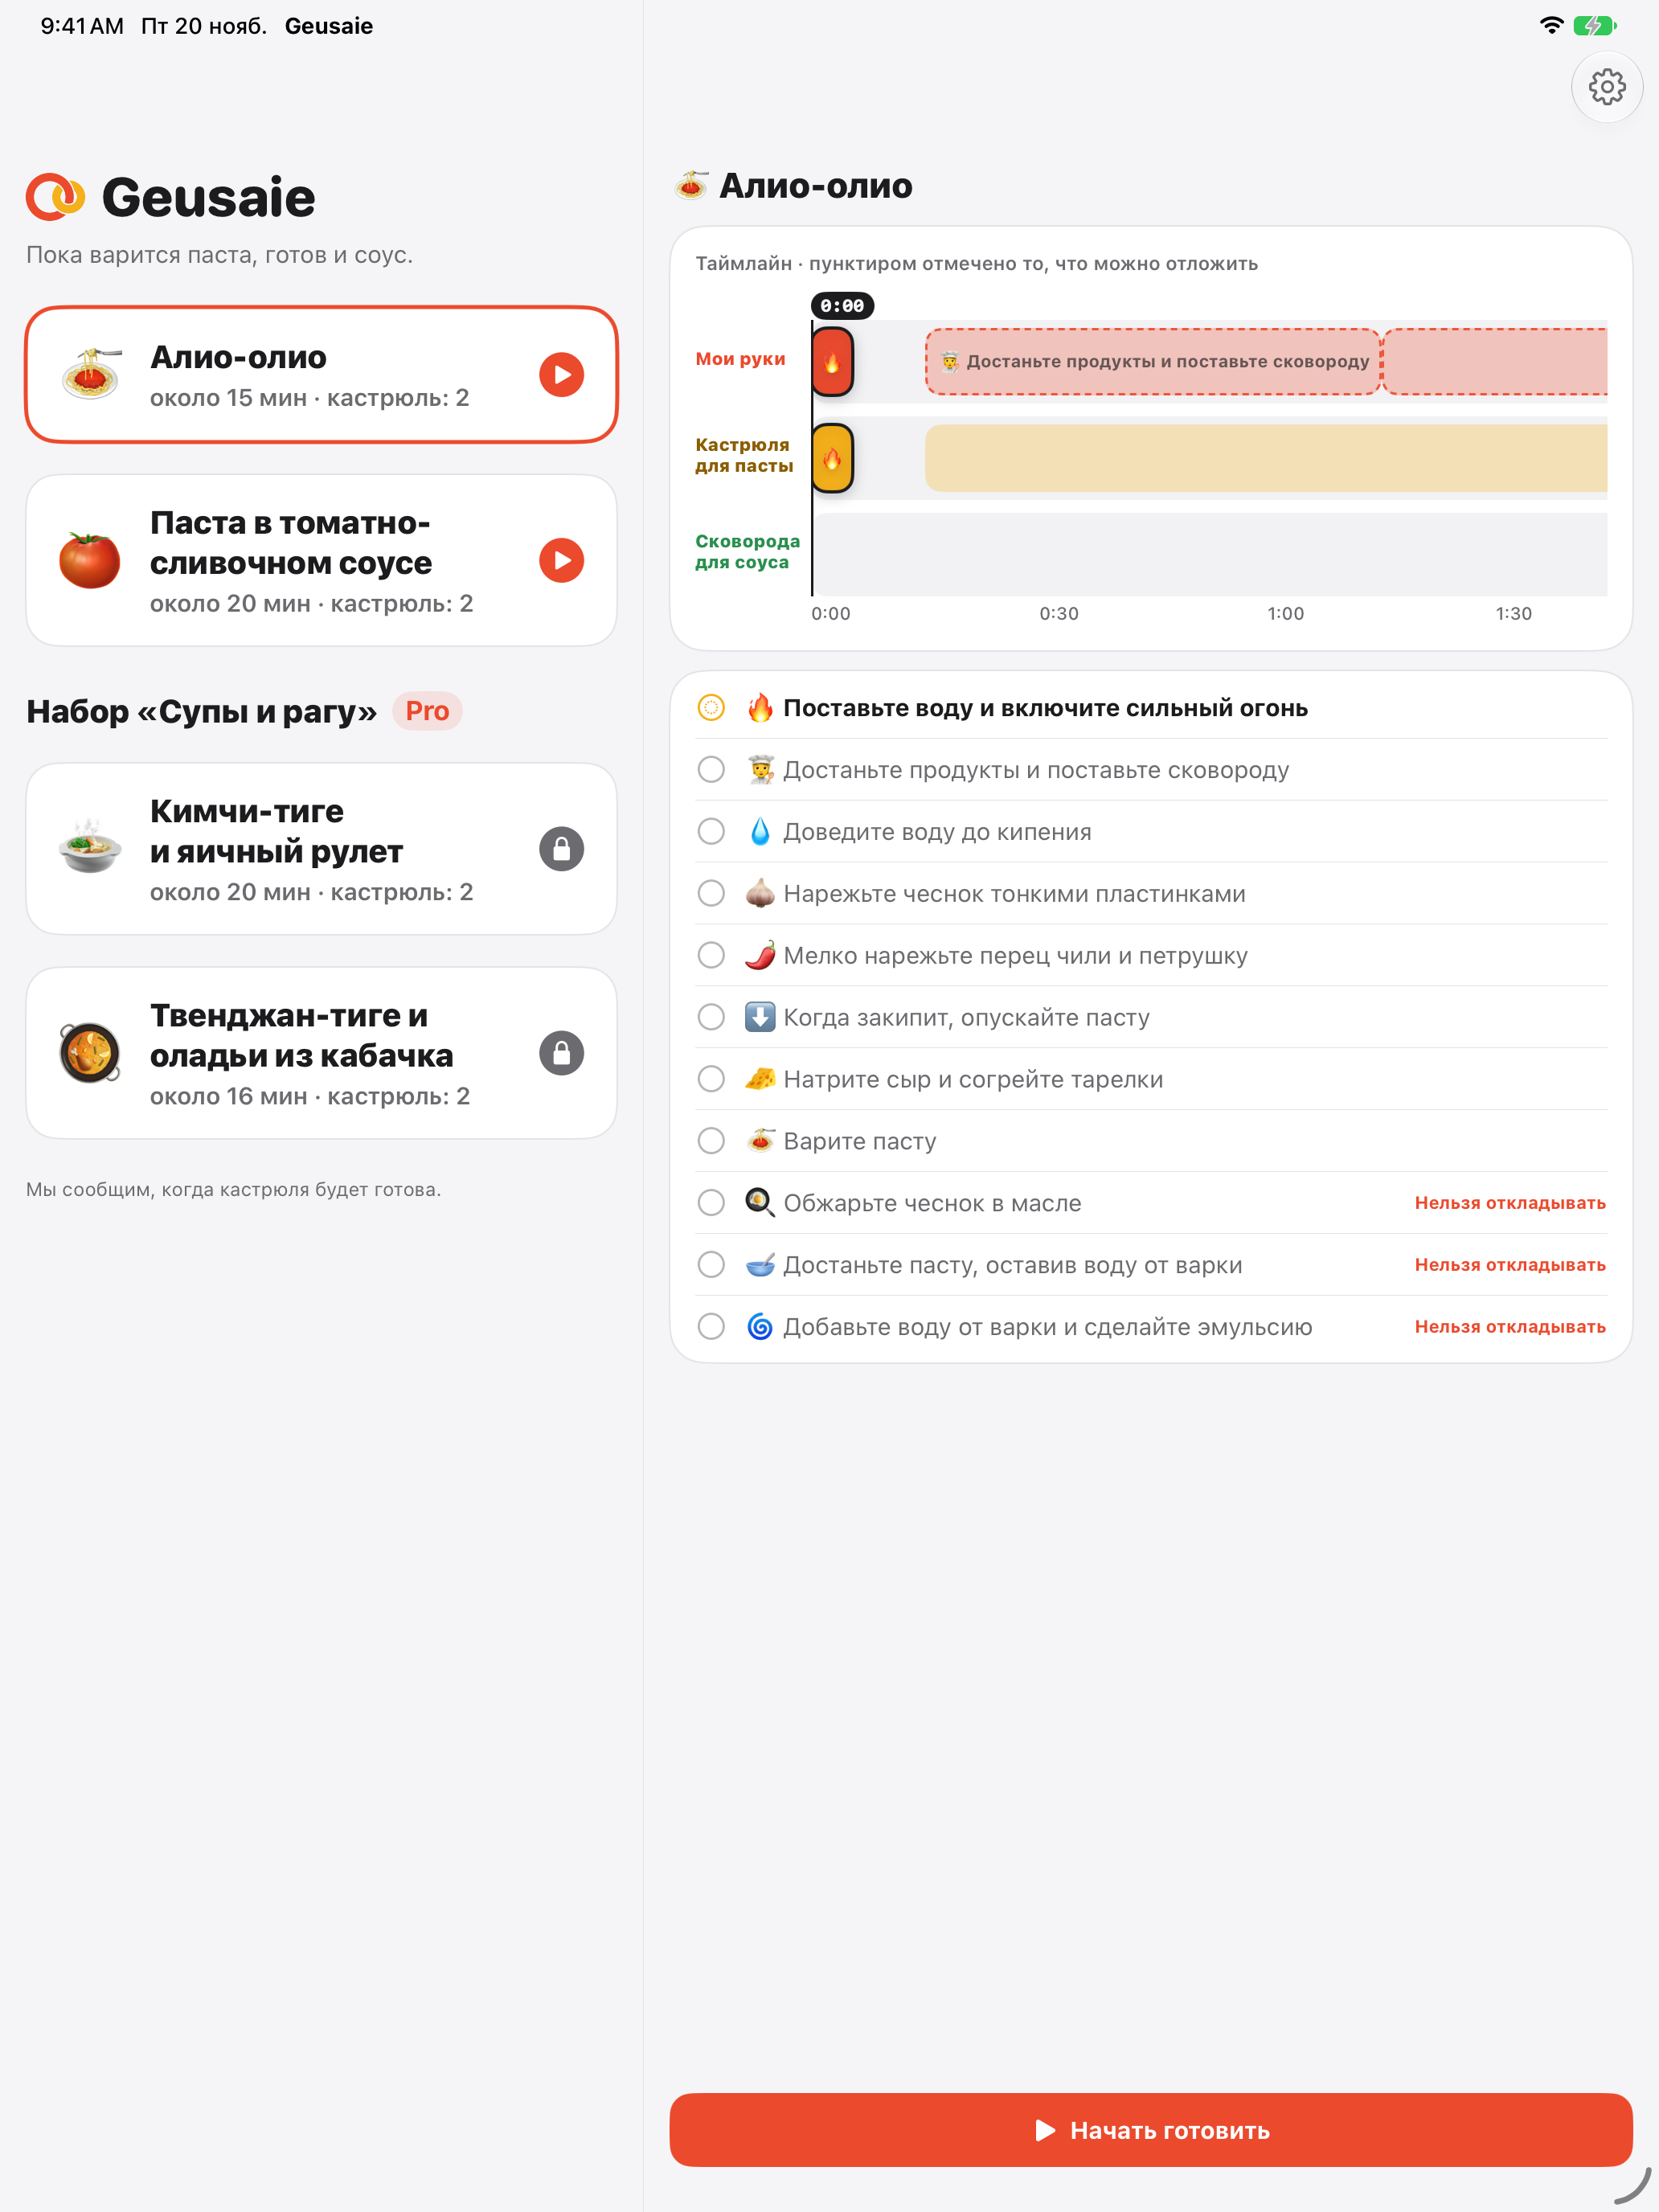 9:41 AM Пт 20 нояб. Geusaie
Geusaie
Пока варится паста, готов и соус.
Алио-олио
около 15 мин · кастрюль: 2
Паста в томатно-
сливочном соусе
около 20 мин · кастрюль: 2
Набор «Супы и рагу» Pro
Кимчи-тиге
и яичный рулет
около 20 мин · кастрюль: 2
Твенджан-тиге и
оладьи из кабачка
около 16 мин · кастрюль: 2
Мы сообщим, когда кастрюля будет готова.
Алио-олио
Таймлайн · пунктиром отмечено то, что можно отложить
0:00
Мои руки
Достаньте продукты и поставьте сковороду
Кастрюля
для пасты
Сковорода
для соуса
0:00 0:30 1:00 1:30
Поставьте воду и включите сильный огонь
Достаньте продукты и поставьте сковороду
Доведите воду до кипения
Нарежьте чеснок тонкими пластинками
Мелко нарежьте перец чили и петрушку
Когда закипит, опускайте пасту
Натрите сыр и согрейте тарелки
Варите пасту
Обжарьте чеснок в масле Нельзя откладывать
Достаньте пасту, оставив воду от варки Нельзя откладывать
Добавьте воду от варки и сделайте эмульсию Нельзя откладывать
Начать готовить